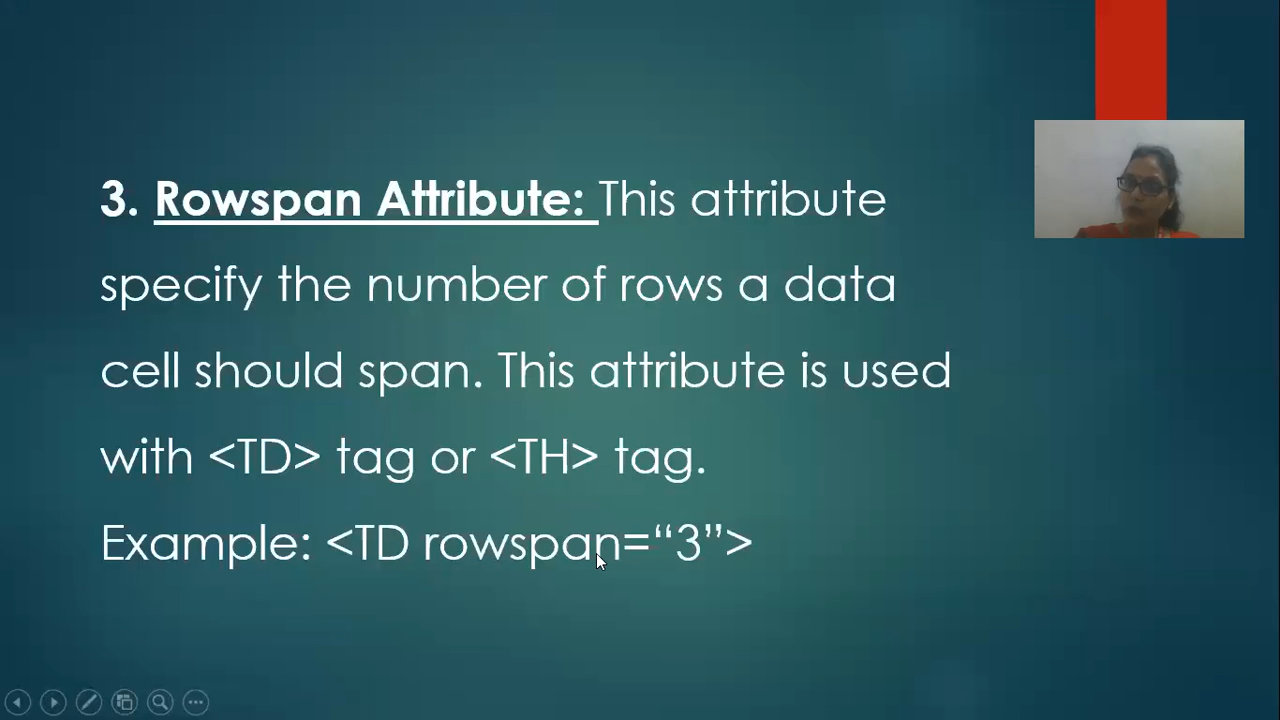 3. Rowspan Attribute: This attribute
specify the number of rows a data
cell should span. This attribute is used
with <TD> tag or <TH> tag.
Example: <TD rowspan=“3”>